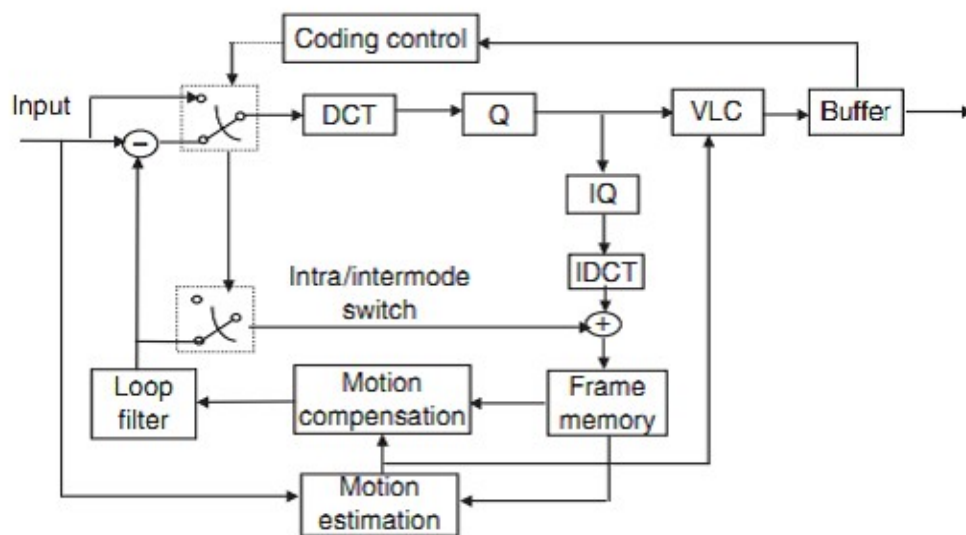 Coding control
Input
DCT
Q
VLC
Buffer
IQ
IDCT
Intra/intermode
switch
Loop
filter
Motion
compensation
Frame
memory
Motion
estimation